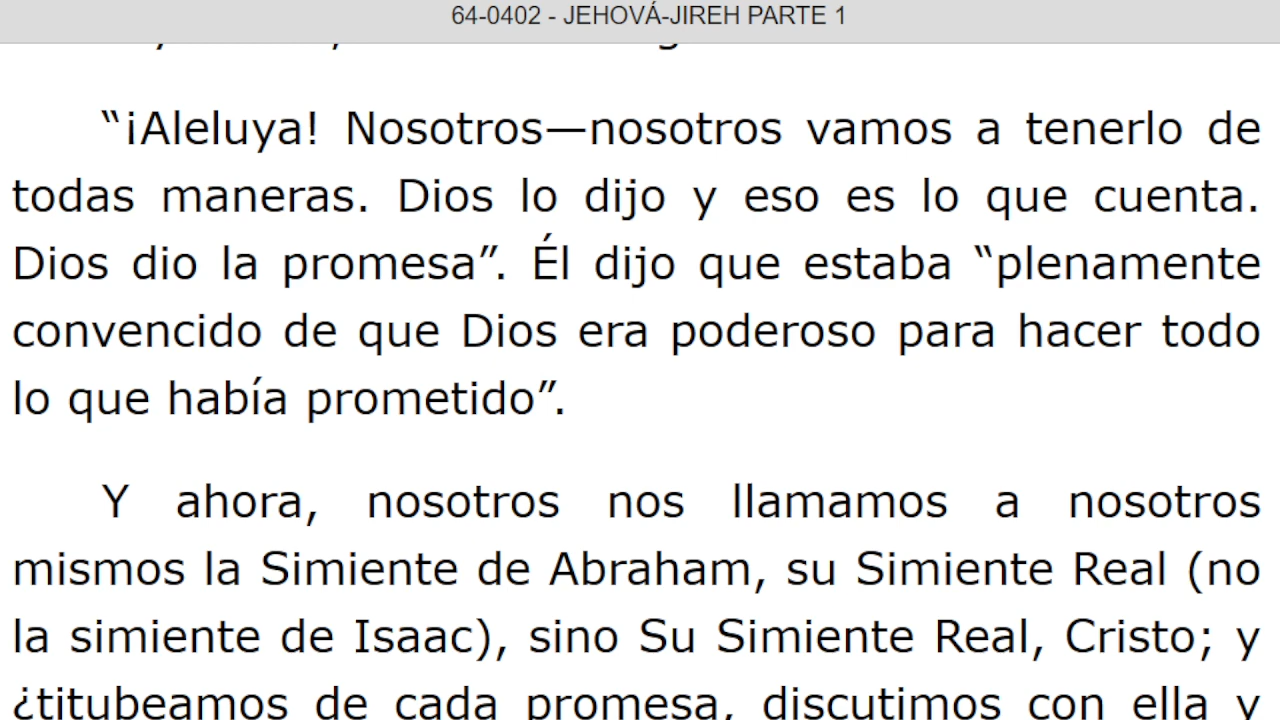 64-0402 - JEHOVÁ-JIREH PARTE 1
“¡Aleluya! Nosotros—nosotros vamos a tenerlo de
todas maneras. Dios lo dijo y eso es lo que cuenta.
Dios dio la promesa”. Él dijo que estaba “plenamente
convencido de que Dios era poderoso para hacer todo
lo que había prometido”.
Y ahora, nosotros nos llamamos a nosotros
mismos la Simiente de Abraham, su Simiente Real (no
la simiente de Isaac), sino Su Simiente Real, Cristo; y
¿titubeamos de cada promesa, discutimos con ella y